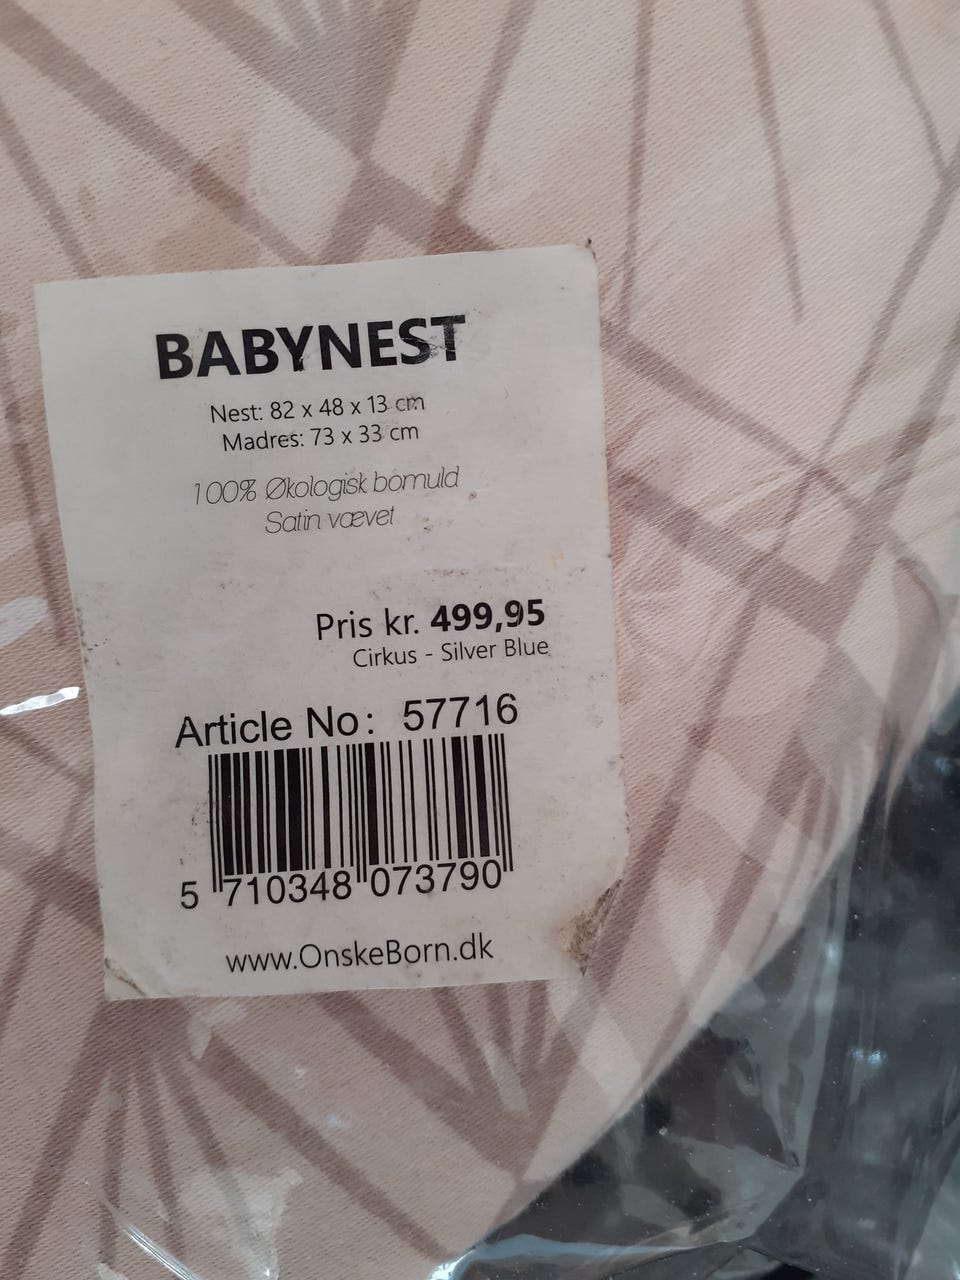 BABYNEST
Nest: 82 x 48 x 13 cm
Madres: 73 x 33 cm
100% Økologisk bomuld
Satin vævet
Pris kr. 499,95
Cirkus - Silver Blue
Article No: 57716
5 710348 073790
www.OnskeBorn.dk